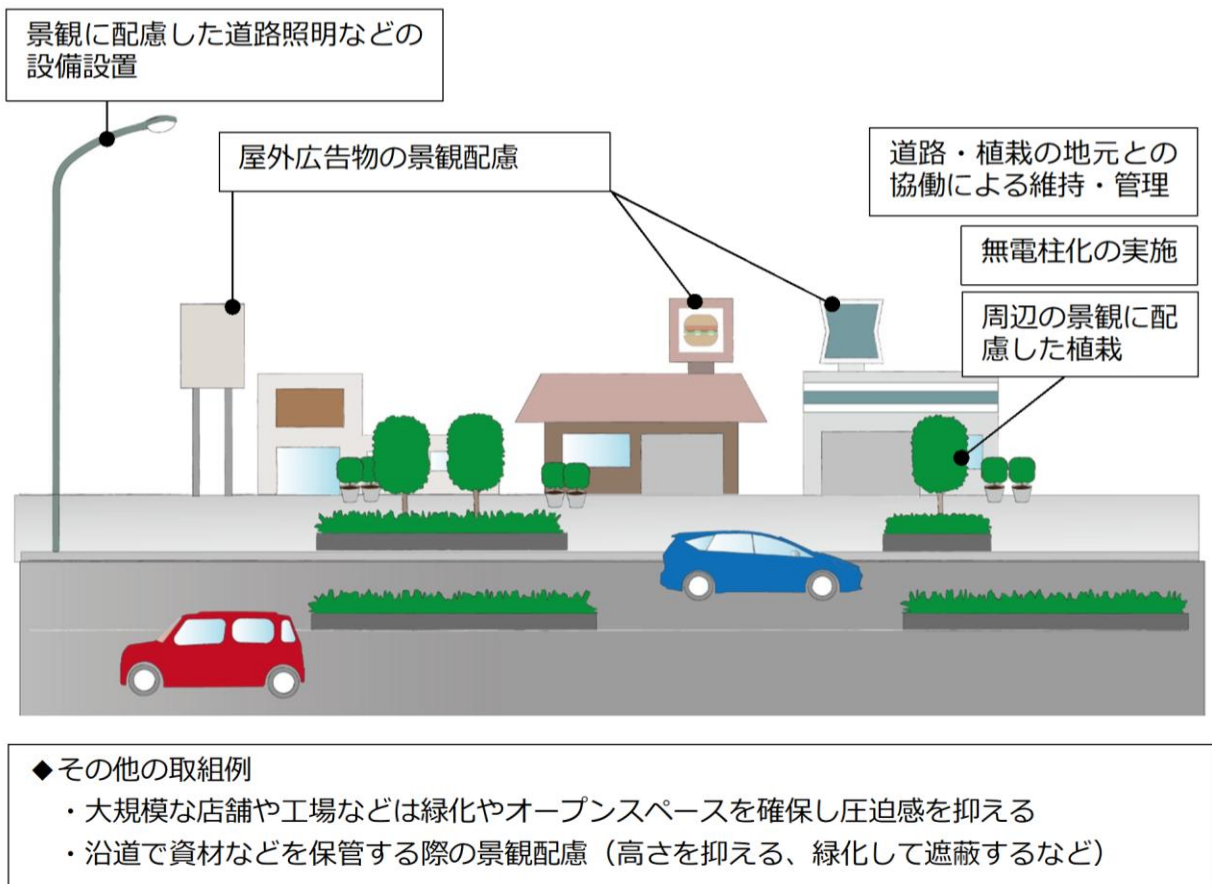 景観に配慮した道路照明などの
設備設置
屋外広告物の景観配慮
道路・植栽の地元との
協働による維持・管理
無電柱化の実施
周辺の景観に配
慮した植栽
◆その他の取組例
・大規模な店舗や工場などは緑化やオープンスペースを確保し圧迫感を抑える
・沿道で資材などを保管する際の景観配慮（高さを抑える、緑化して遮蔽するなど）